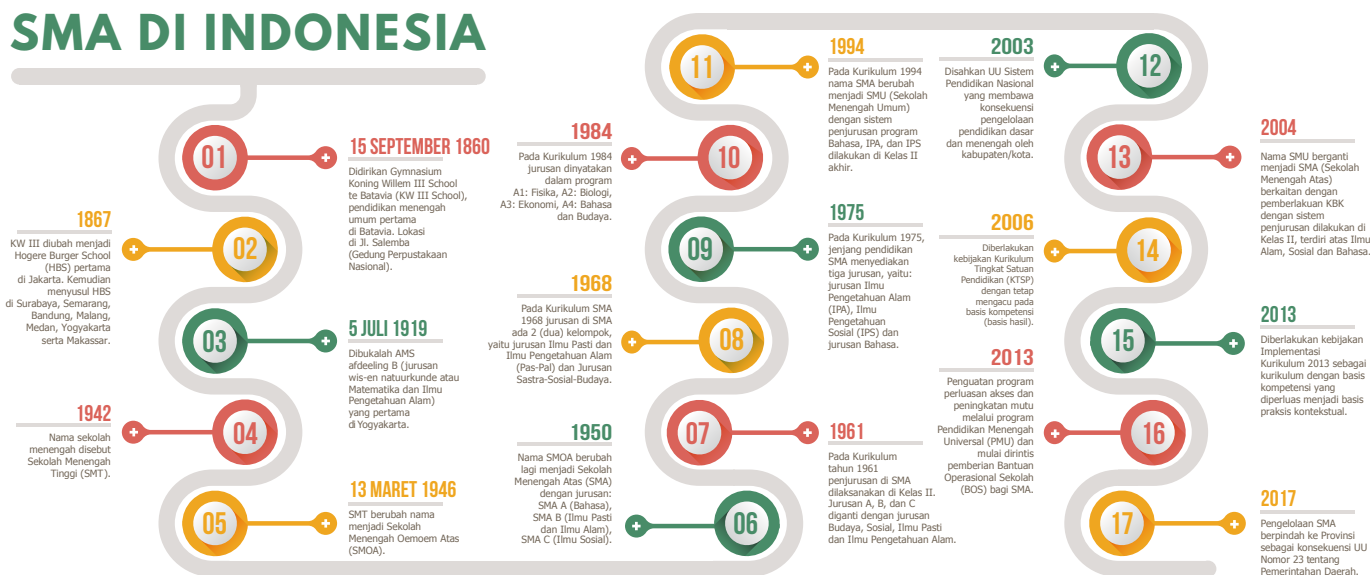 SMA DI INDONESIA
01
15 SEPTEMBER 1860
Didirikan Gymnasium
Koning Willem III School
te Batavia (KW III School),
pendidikan menengah
umum pertama
di Batavia. Lokasi
di Jl. Salemba
(Gedung Perpustakaan
Nasional).
1867
KW III diubah menjadi
Hogere Burger School
(HBS) pertama
di Jakarta. Kemudian
menyusul HBS
di Surabaya, Semarang,
Bandung, Malang,
Medan, Yogyakarta
serta Makassar.
02
03
5 JULI 1919
Dibukalah AMS
afdeeling B (jurusan
wis-en natuurkunde atau
Matematika dan Ilmu
Pengetahuan Alam)
yang pertama
di Yogyakarta.
1942
Nama sekolah
menengah disebut
Sekolah Menengah
Tinggi (SMT).
04
05
13 MARET 1946
SMT berubah nama
menjadi Sekolah
Menengah Oemoem Atas
(SMOA).
1950
Nama SMOA berubah
lagi menjadi Sekolah
Menengah Atas (SMA)
dengan jurusan:
SMA A (Bahasa),
SMA B (Ilmu Pasti
dan Ilmu Alam),
SMA C (Ilmu Sosial).
06
07
1961
Pada Kurikulum
tahun 1961
penjurusan di SMA
dilaksanakan di Kelas II.
Jurusan A, B, dan C
diganti dengan jurusan
Budaya, Sosial, Ilmu Pasti
dan Ilmu Pengetahuan Alam.
1968
Pada Kurikulum SMA
1968 jurusan di SMA
ada 2 (dua) kelompok,
yaitu jurusan Ilmu Pasti dan
Ilmu Pengetahuan Alam
(Pas-Pal) dan Jurusan
Sastra-Sosial-Budaya.
08
09
1975
Pada Kurikulum 1975,
jenjang pendidikan
SMA menyediakan
tiga jurusan, yaitu:
jurusan Ilmu
Pengetahuan Alam
(IPA), Ilmu
Pengetahuan
Sosial (IPS) dan
jurusan Bahasa.
1984
Pada Kurikulum 1984
jurusan dinyatakan
dalam program
A1: Fisika, A2: Biologi,
A3: Ekonomi, A4: Bahasa
dan Budaya.
10
11
1994
Pada Kurikulum 1994
nama SMA berubah
menjadi SMU (Sekolah
Menengah Umum)
dengan sistem
penjurusan program
Bahasa, IPA, dan IPS
dilakukan di Kelas II
akhir.
2003
Disahkan UU Sistem
Pendidikan Nasional
yang membawa
konsekuensi
pengelolaan
pendidikan dasar
dan menengah oleh
kabupaten/kota.
12
13
2004
Nama SMU berganti
menjadi SMA (Sekolah
Menengah Atas)
berkaitan dengan
pemberlakuan KBK
dengan sistem
penjurusan dilakukan di
Kelas II, terdiri atas Ilmu
Alam, Sosial dan Bahasa.
2006
Diberlakukan
kebijakan Kurikulum
Tingkat Satuan
Pendidikan (KTSP)
dengan tetap
mengacu pada
basis kompetensi
(basis hasil).
14
15
2013
Diberlakukan kebijakan
Implementasi
Kurikulum 2013 sebagai
kurikulum dengan basis
kompetensi yang
diperluas menjadi basis
praksis kontekstual.
2013
Penguatan program
perluasan akses dan
peningkatan mutu
melalui program
Pendidikan Menengah
Universal (PMU) dan
mulai dirintis
pemberian Bantuan
Operasional Sekolah
(BOS) bagi SMA.
16
17
2017
Pengelolaan SMA
berpindah ke Provinsi
sebagai konsekuensi UU
Nomor 23 tentang
Pemerintahan Daerah.